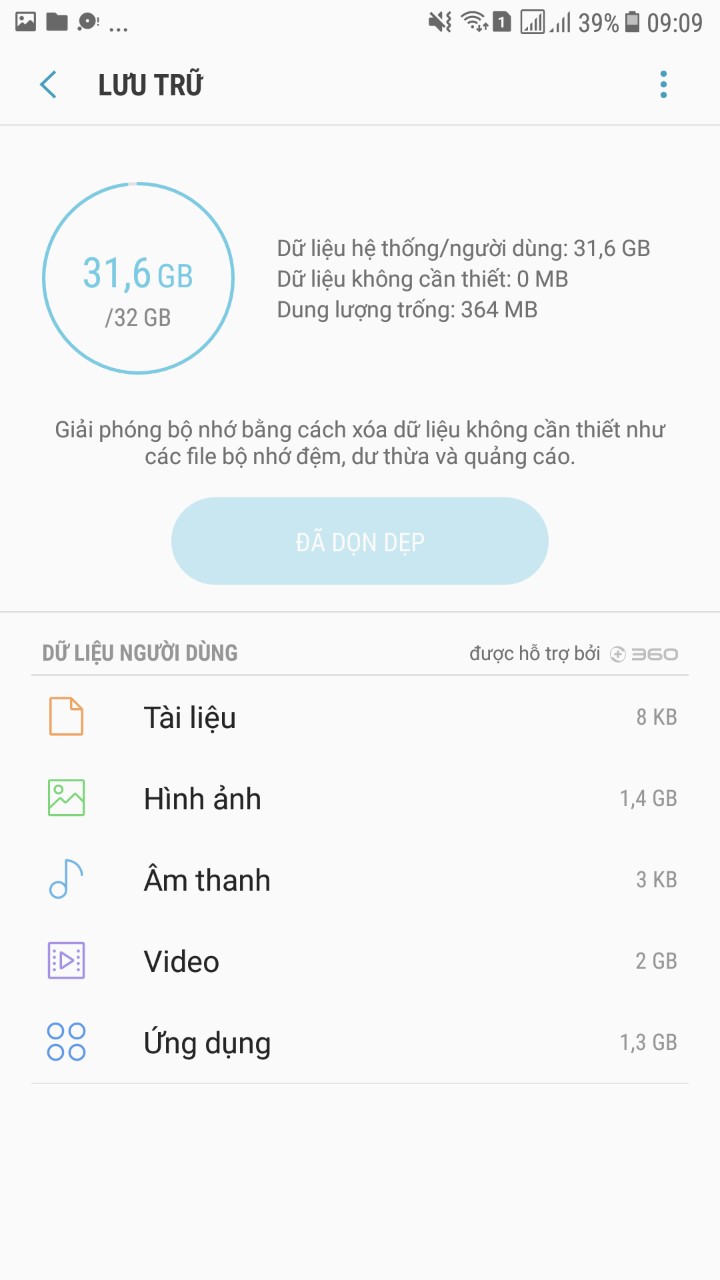 ... 1 39% 09:09
LƯU TRỮ
31,6 GB
/32 GB
Dữ liệu hệ thống/người dùng: 31,6 GB
Dữ liệu không cần thiết: 0 MB
Dung lượng trống: 364 MB
Giải phóng bộ nhớ bằng cách xóa dữ liệu không cần thiết như
các file bộ nhớ đệm, dư thừa và quảng cáo.
ĐÃ DỌN DẸP
DỮ LIỆU NGƯỜI DÙNG được hỗ trợ bởi 360
Tài liệu 8 KB
Hình ảnh 1,4 GB
Âm thanh 3 KB
Video 2 GB
Ứng dụng 1,3 GB